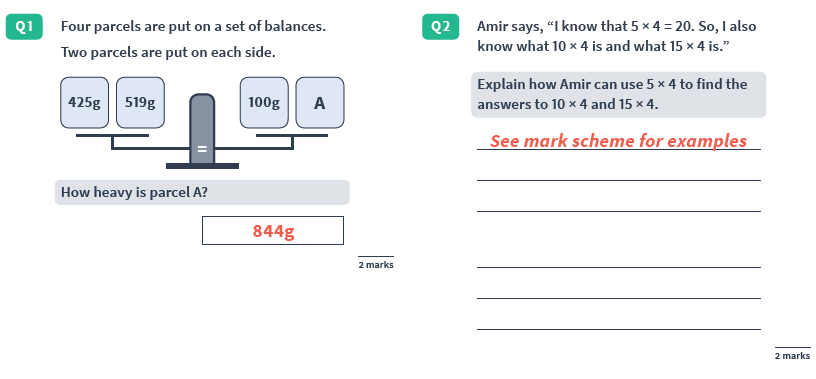 Q1
Four parcels are put on a set of balances.
Two parcels are put on each side.
425g 519g 100g A
=
How heavy is parcel A?
844g
2 marks
Q2
Amir says, “I know that 5 × 4 = 20. So, I also
know what 10 × 4 is and what 15 × 4 is.”
Explain how Amir can use 5 × 4 to find the
answers to 10 × 4 and 15 × 4.
See mark scheme for examples
2 marks